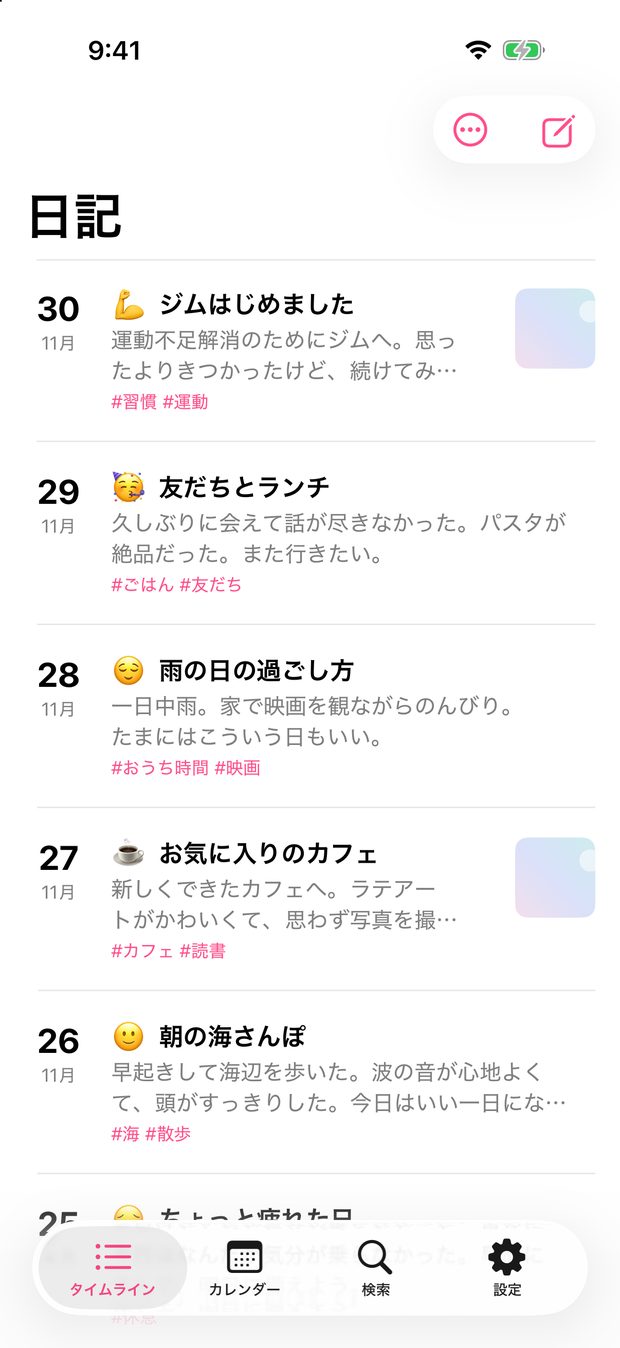 9:41
日記
30
11月
💪 ジムはじめました
運動不足解消のためにジムへ。思っ
たよりきつかったけど、続けてみ…
#習慣 #運動
29
11月
🥳 友だちとランチ
久しぶりに会えて話が尽きなかった。パスタが
絶品だった。また行きたい。
#ごはん #友だち
28
11月
😌 雨の日の過ごし方
一日中雨。家で映画を観ながらのんびり。
たまにはこういう日もいい。
#おうち時間 #映画
27
11月
☕ お気に入りのカフェ
新しくできたカフェへ。ラテアー
トがかわいくて、思わず写真を撮…
#カフェ #読書
26
11月
🙂 朝の海さんぽ
早起きして海辺を歩いた。波の音が心地よく
て、頭がすっきりした。今日はいい一日にな…
#海 #散歩
25
ちょっと疲れた日
#休息
タイムライン
カレンダー
検索
設定